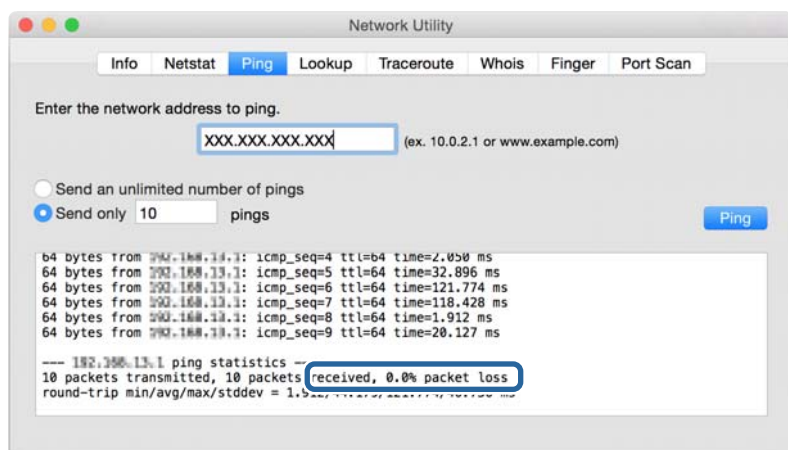 Network Utility
Info Netstat Ping Lookup Traceroute Whois Finger Port Scan
Enter the network address to ping.
XXX.XXX.XXX.XXX (ex. 10.0.2.1 or www.example.com)
Send an unlimited number of pings
Send only 10 pings
Ping
64 bytes from icmp_seq=4 ttl=64 time=2.050 ms
64 bytes from icmp_seq=5 ttl=64 time=32.896 ms
64 bytes from icmp_seq=6 ttl=64 time=121.774 ms
64 bytes from icmp_seq=7 ttl=64 time=118.428 ms
64 bytes from icmp_seq=8 ttl=64 time=1.912 ms
64 bytes from icmp_seq=9 ttl=64 time=20.127 ms
--- ping statistics
10 packets transmitted, 10 packets received, 0.0% packet loss
round-trip min/avg/max/stddev = ms